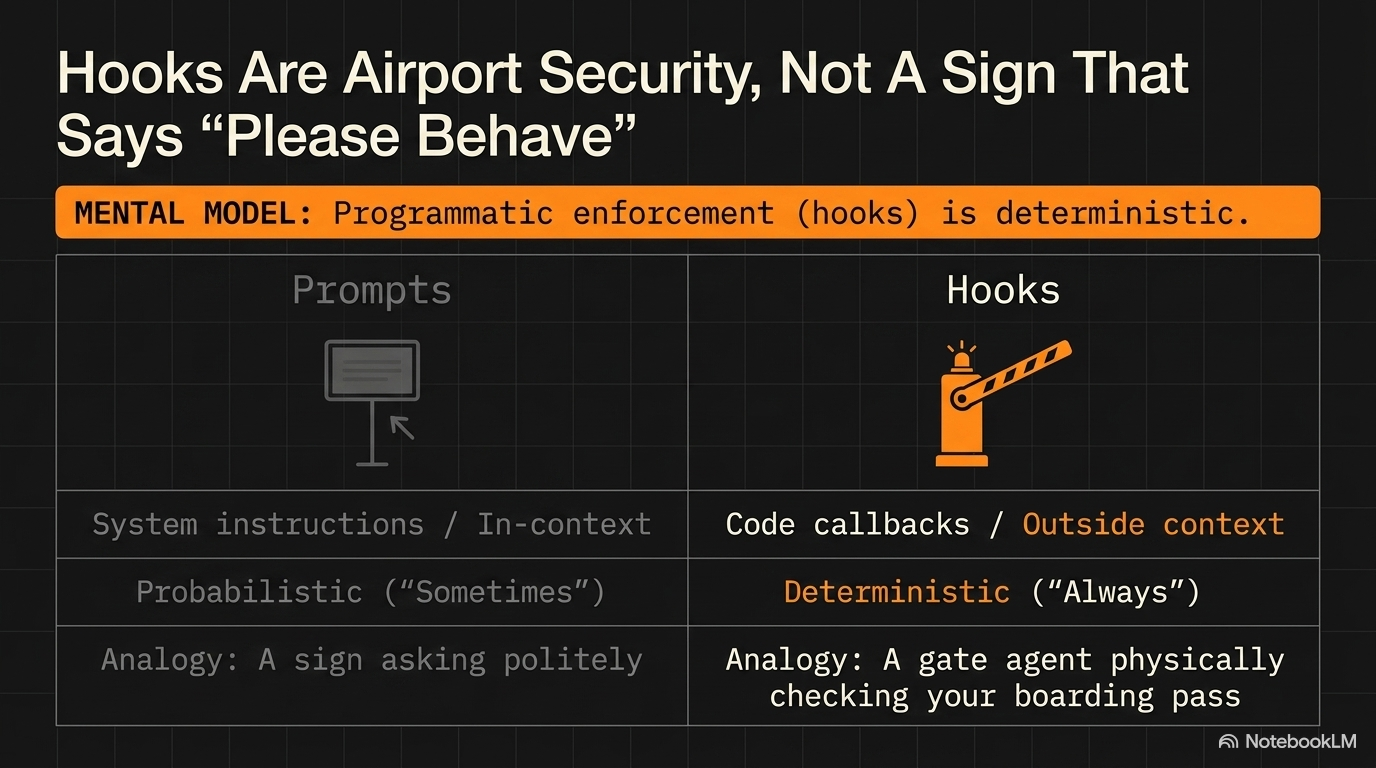 Hooks Are Airport Security, Not A Sign That
Says “Please Behave”
MENTAL MODEL: Programmatic enforcement (hooks) is deterministic.
Prompts
Hooks
System instructions / In-context
Code callbacks / Outside context
Probabilistic (“Sometimes”)
Deterministic (“Always”)
Analogy: A sign asking politely
Analogy: A gate agent physically
checking your boarding pass
NotebookLM